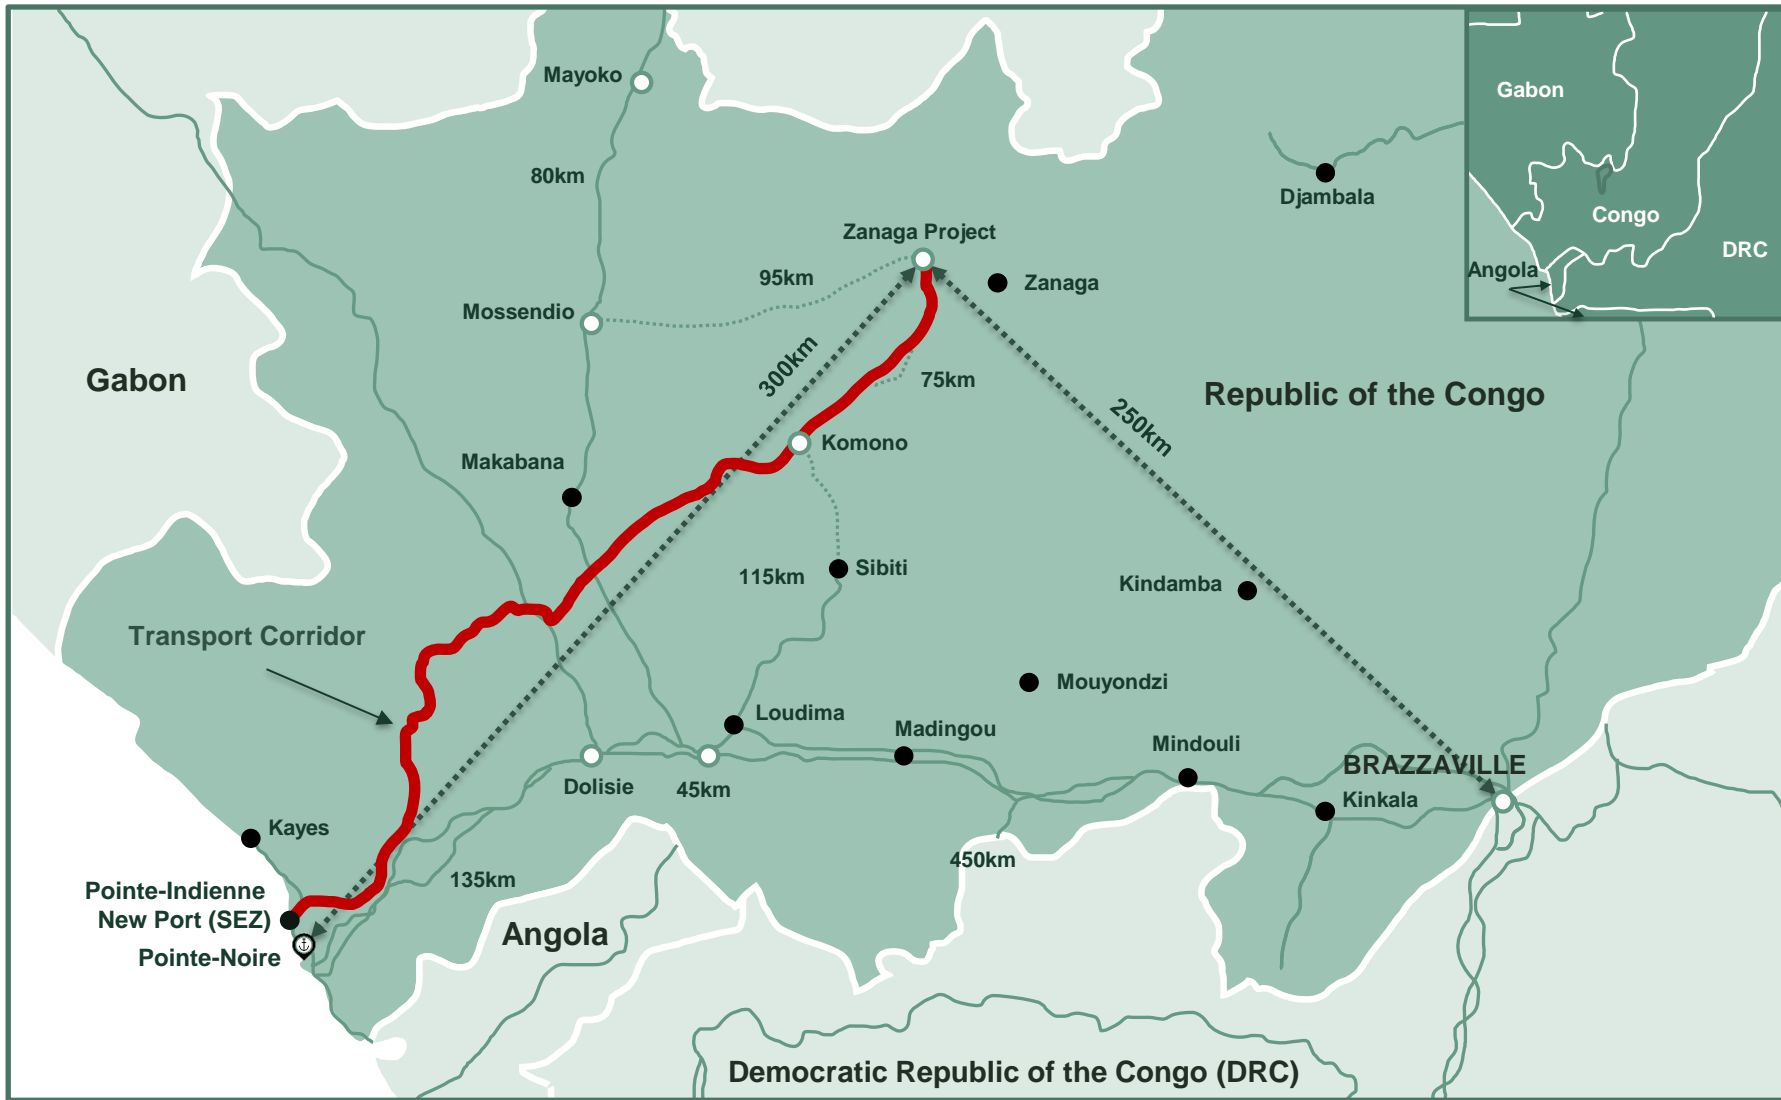 Mayoko
Gabon
80km
Djambala
Congo
Zanaga Project
DRC
95km
Angola
Zanaga
Mossendio
300km
Gabon
75km
Republic of the Congo
250km
Komono
Makabana
115km
Sibiti
Kindamba
Transport Corridor
Mouyondzi
Loudima
Madingou
Mindouli
BRAZZAVILLE
Dolisie
45km
Kinkala
Kayes
450km
135km
Pointe-Indienne
New Port (SEZ)
Angola
Pointe-Noire
Democratic Republic of the Congo (DRC)